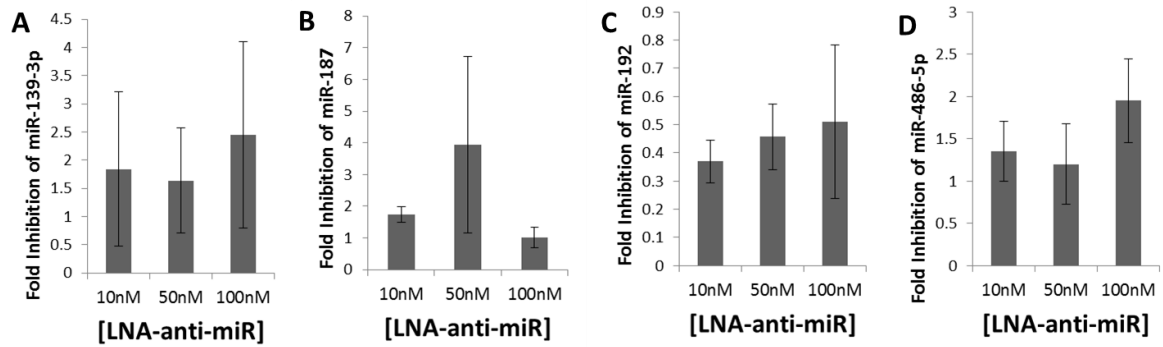 A
Fold Inhibition of miR-139-3p
4.5
4
3.5
3
2.5
2
1.5
1
0.5
0
10nM 50nM 100nM
[LNA-anti-miR]
B
Fold Inhibition of miR-187
8
7
6
5
4
3
2
1
0
10nM 50nM 100nM
[LNA-anti-miR]
C
Fold Inhibition of miR-192
0.9
0.8
0.7
0.6
0.5
0.4
0.3
0.2
0.1
0
10nM 50nM 100nM
[LNA-anti-miR]
D
Fold Inhibition of miR-486-5p
3
2.5
2
1.5
1
0.5
0
10nM 50nM 100nM
[LNA-anti-miR]